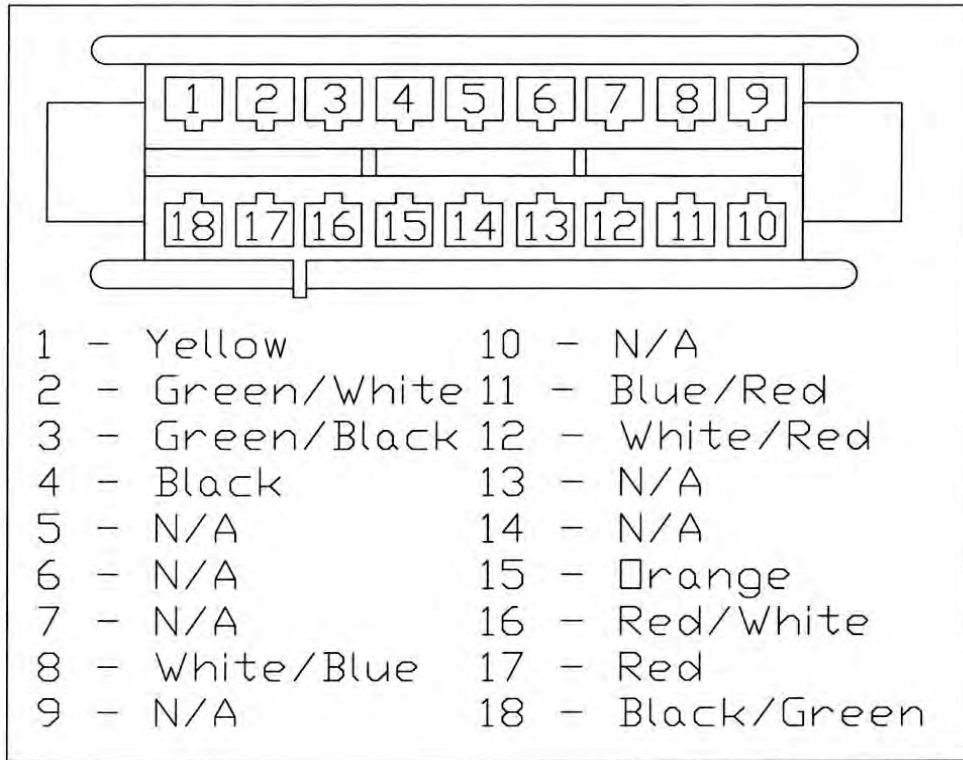 1 2 3 4 5 6 7 8 9
18 17 16 15 14 13 12 11 10
1 - Yellow 10 - N/A
2 - Green/White 11 - Blue/Red
3 - Green/Black 12 - White/Red
4 - Black 13 - N/A
5 - N/A 14 - N/A
6 - N/A 15 - Orange
7 - N/A 16 - Red/White
8 - White/Blue 17 - Red
9 - N/A 18 - Black/Green